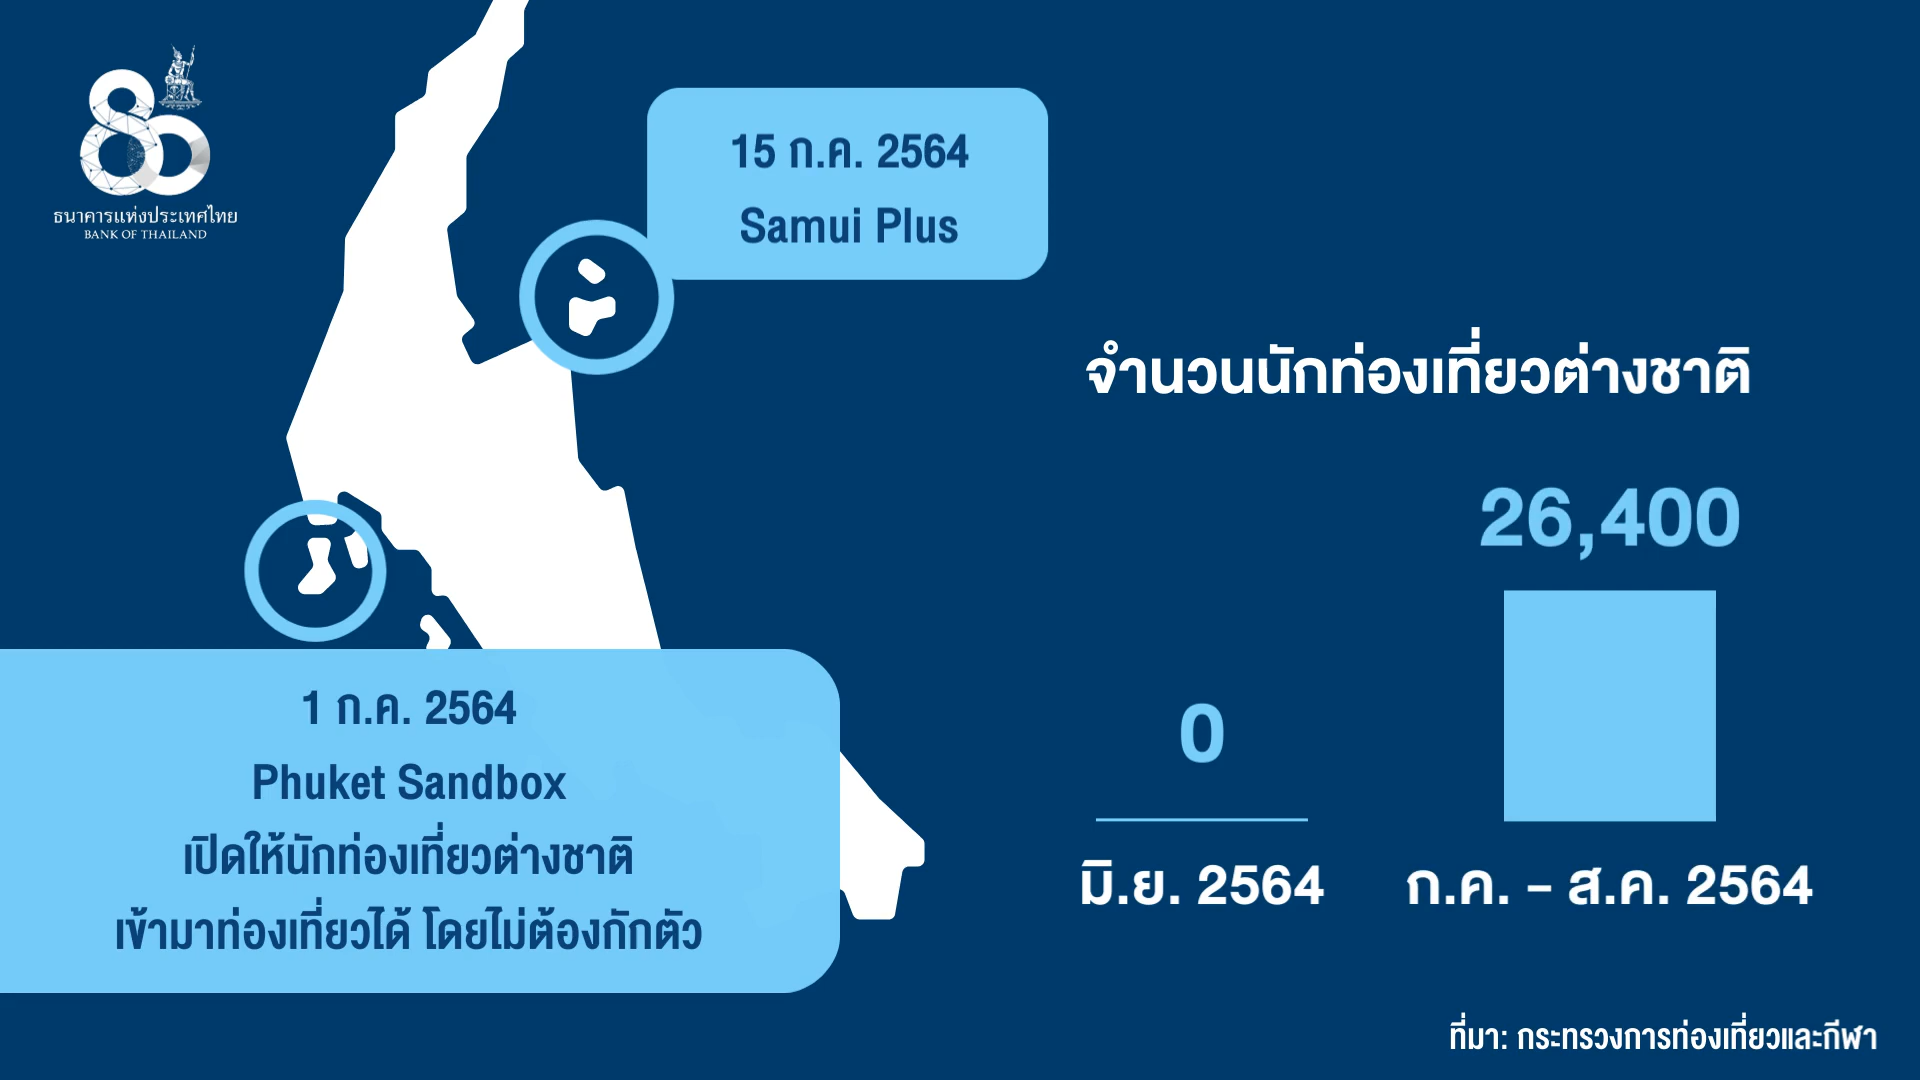 80
ธนาคารแห่งประเทศไทย
BANK OF THAILAND
15 ก.ค. 2564
Samui Plus
1 ก.ค. 2564
Phuket Sandbox
เปิดให้นักท่องเที่ยวต่างชาติ
เข้ามาท่องเที่ยวได้ โดยไม่ต้องกักตัว
จำนวนนักท่องเที่ยวต่างชาติ
0
26,400
มิ.ย. 2564
ก.ค. – ส.ค. 2564
ที่มา: กระทรวงการท่องเที่ยวและกีฬา